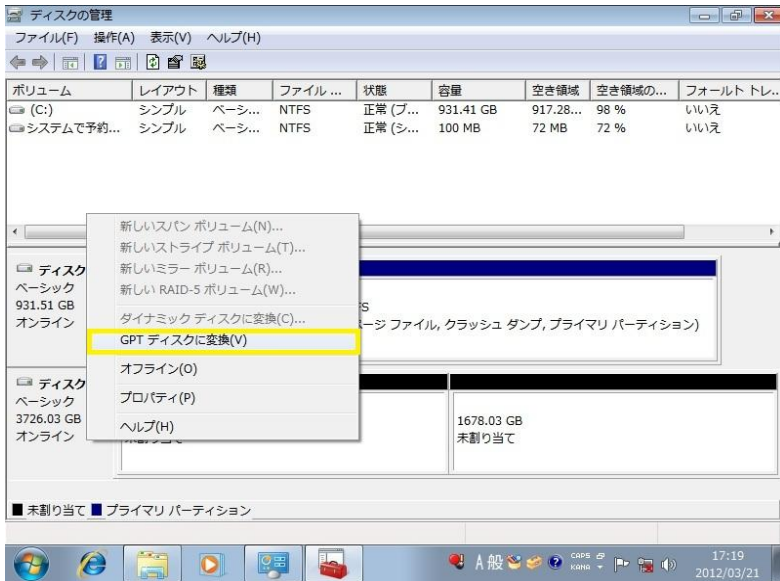 ディスクの管理
ファイル(F) 操作(A) 表示(V) ヘルプ(H)
ボリューム レイアウト 種類 ファイル ... 状態 容量 空き領域 空き領域の... フォールト トレ...
(C:) シンプル ベーシ... NTFS 正常 (ブ... 931.41 GB 917.28... 98 % いいえ
システムで予約... シンプル ベーシ... NTFS 正常 (シ... 100 MB 72 MB 72 % いいえ
新しいスパン ボリューム(N)...
新しいストライプ ボリューム(T)...
新しいミラー ボリューム(R)...
新しい RAID-5 ボリューム(W)...
ダイナミック ディスクに変換(C)...
GPT ディスクに変換(V)
オフライン(O)
プロパティ(P)
ヘルプ(H)
ディスク
ベーシック
931.51 GB
オンライン
ページ ファイル, クラッシュ ダンプ, プライマリ パーティション)
ディスク
ベーシック
3726.03 GB
オンライン
1678.03 GB
未割り当て
未割り当て プライマリ パーティション
A 般 CAPS KANA
17:19
2012/03/21